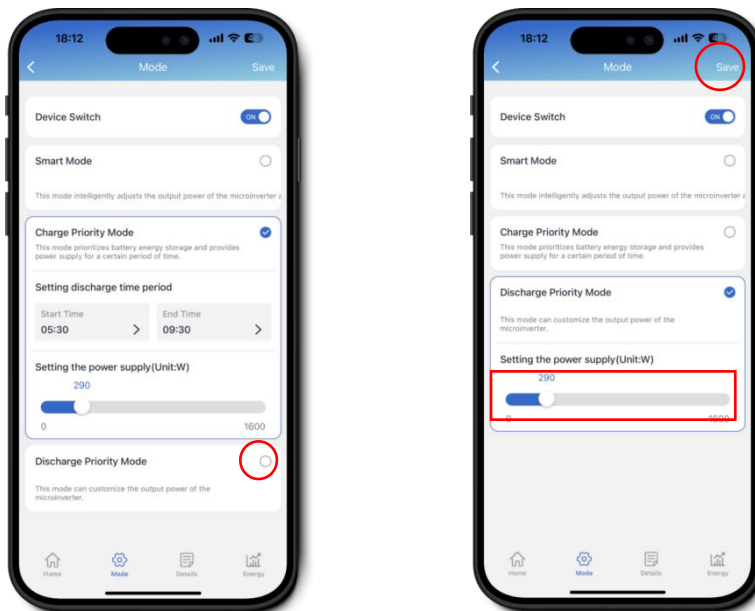 18:12
Mode
Save
Device Switch
ON
Smart Mode
This mode intelligently adjusts the output power of the microinverter a
Charge Priority Mode
This mode prioritizes battery energy storage and provides
power supply for a certain period of time.
Setting discharge time period
Start Time
05:30
End Time
09:30
Setting the power supply(Unit:W)
290
0
1600
Discharge Priority Mode
This mode can customize the output power of the
microinverter.
Home
Mode
Details
Energy
18:12
Mode
Save
Device Switch
ON
Smart Mode
This mode intelligently adjusts the output power of the microinverter a
Charge Priority Mode
This mode prioritizes battery energy storage and provides
power supply for a certain period of time.
Discharge Priority Mode
This mode can customize the output power of the
microinverter.
Setting the power supply(Unit:W)
290
0
1600
Home
Mode
Details
Energy